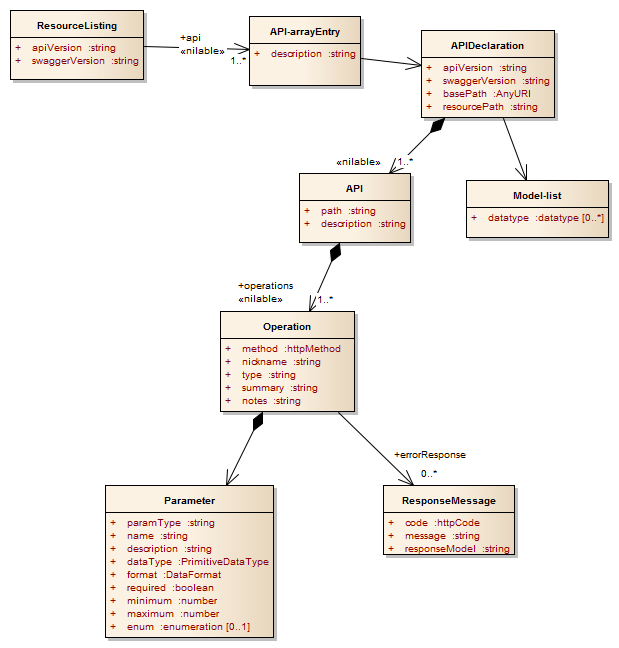 ResourceListing
+ apiVersion :string
+ swaggerVersion :string
+api
«nilable»
1..*
API-arrayEntry
+ description :string
APIDeclaration
+ apiVersion :string
+ swaggerVersion :string
+ basePath :AnyURI
+ resourcePath :string
«nilable»
1..*
API
+ path :string
+ description :string
Model-list
+ datatype :datatype [0..*]
+operations
«nilable»
1..*
Operation
+ method :httpMethod
+ nickname :string
+ type :string
+ summary :string
+ notes :string
+errorResponse
0..*
Parameter
+ paramType :string
+ name :string
+ description :string
+ dataType :PrimitiveDataType
+ format :DataFormat
+ required :boolean
+ minimum :number
+ maximum :number
+ enum :enumeration [0..1]
ResponseMessage
+ code :httpCode
+ message :string
+ responseModel :string